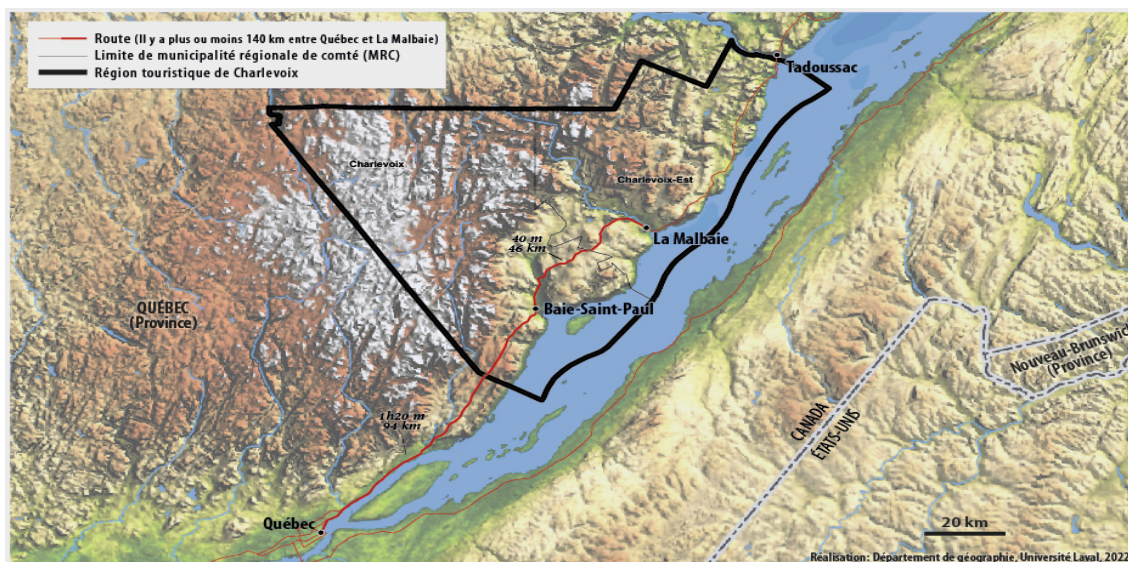 Route (Il y a plus ou moins 140 km entre Québec et La Malbaie)
Limite de municipalité régionale de comté (MRC)
Région touristique de Charlevoix
Tadoussac
Charlevoix
Charlevoix-Est
La Malbaie
40 m
46 km
Baie-Saint-Paul
QUÉBEC
(Province)
Nouveau-Brunswick
(Province)
CANADA
ÉTATS-UNIS
1h20 m
94 km
Québec
20 km
Réalisation: Département de géographie, Université Laval, 2022